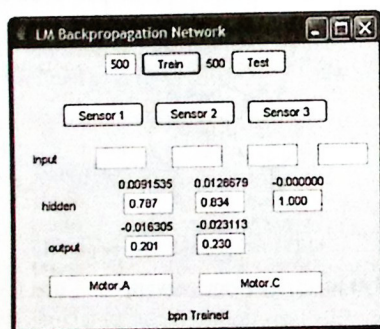 LM Backpropagation Network
500 Train 500 Test
Sensor 1 Sensor 2 Sensor 3
input
0.0091535 0.0128679 -0.000000
hidden 0.787 0.834 1.000
-0.016305 -0.023113
output 0.201 0.230
Motor.A Motor.C
bpn Trained